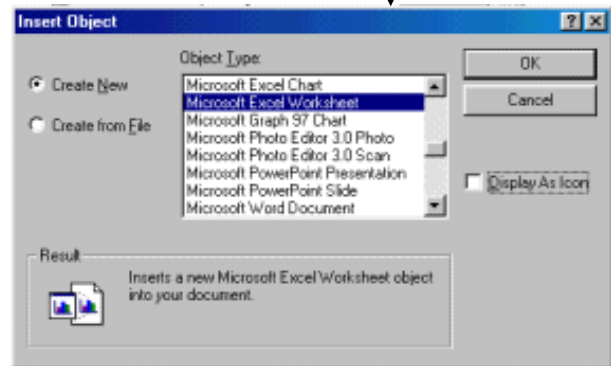 Insert Object
Object Type:
Create New
Create from File
Microsoft Excel Chart
Microsoft Excel Worksheet
Microsoft Graph 97 Chart
Microsoft Photo Editor 3.0 Photo
Microsoft Photo Editor 3.0 Scan
Microsoft PowerPoint Presentation
Microsoft PowerPoint Slide
Microsoft Word Document
OK
Cancel
Display As Icon
Result
Inserts a new Microsoft Excel Worksheet object
into your document.